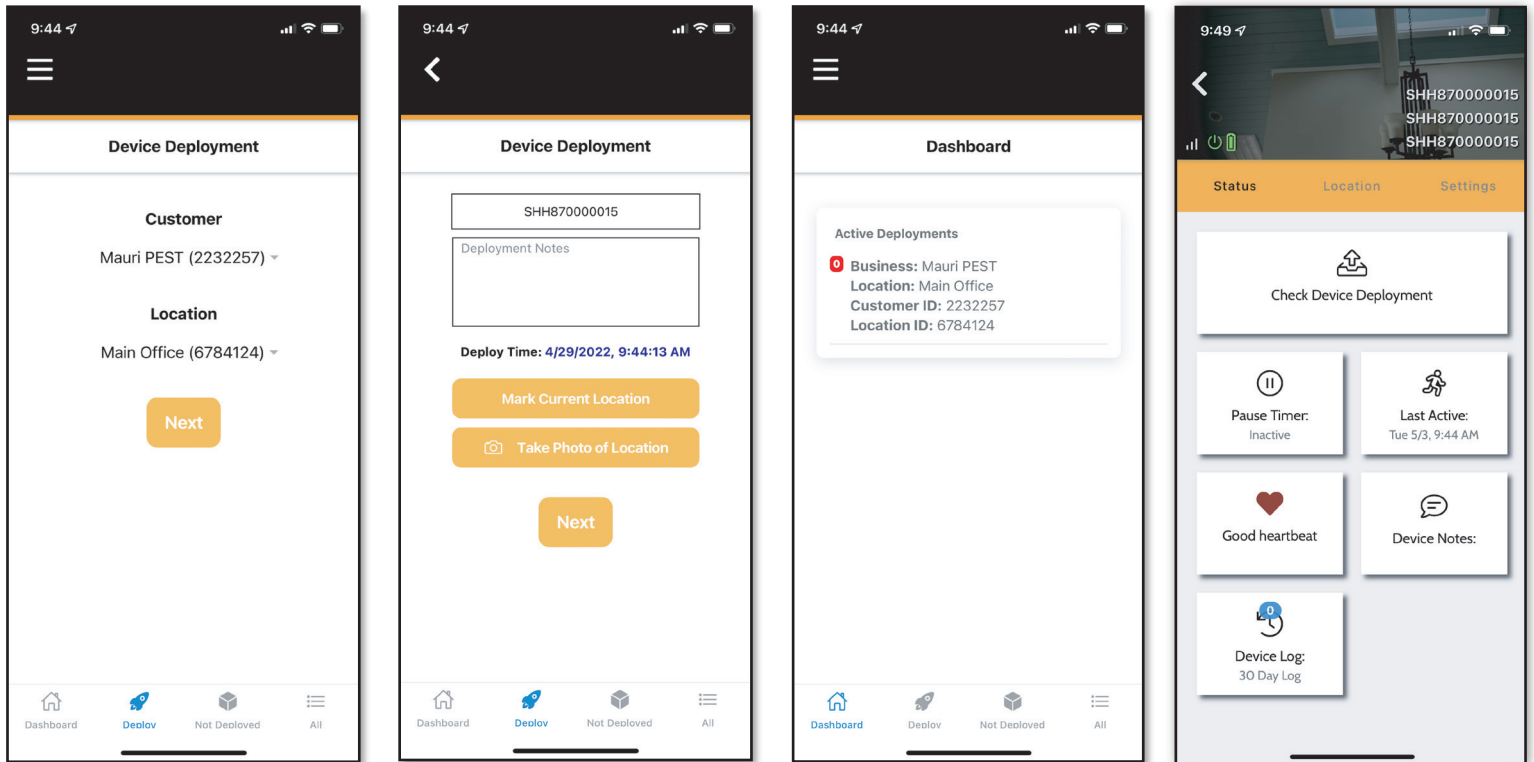 9:44
Device Deployment
Customer
Mauri PEST (2232257)
Location
Main Office (6784124)
Next
Dashboard
Deploy
Not Deployed
All
9:44
Device Deployment
SHH870000015
Deployment Notes
Deploy Time: 4/29/2022, 9:44:13 AM
Mark Current Location
Take Photo of Location
Next
Dashboard
Deploy
Not Deployed
All
9:44
Dashboard
Active Deployments
0 Business: Mauri PEST
Location: Main Office
Customer ID: 2232257
Location ID: 6784124
Dashboard
Deploy
Not Deployed
All
9:49
SHH870000015
SHH870000015
SHH870000015
Status Location Settings
Check Device Deployment
Pause Timer:
Inactive
Last Active:
Tue 5/3, 9:44 AM
Good heartbeat
Device Notes:
0
Device Log:
30 Day Log